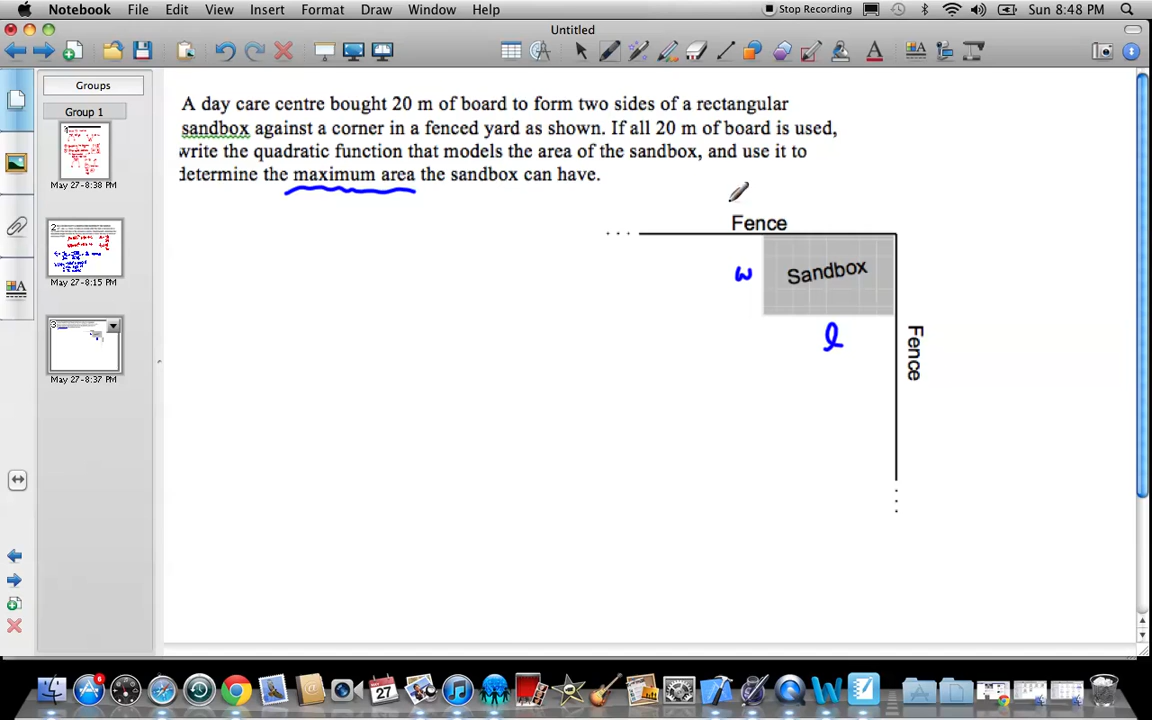 Notebook File Edit View Insert Format Draw Window Help
Stop Recording
Sun 8:48 PM
Untitled
Groups
Group 1
May 27-8:38 PM
2
May 27-8:15 PM
3
May 27-8:37 PM
A day care centre bought 20 m of board to form two sides of a rectangular
sandbox against a corner in a fenced yard as shown. If all 20 m of board is used,
write the quadratic function that models the area of the sandbox, and use it to
determine the maximum area the sandbox can have.
Fence
w
Sandbox
l
Fence